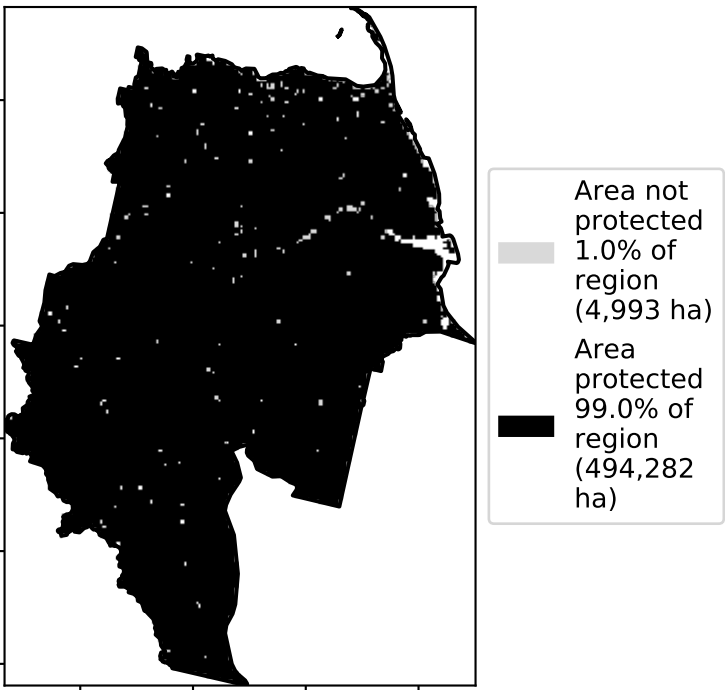 Area not
protected
1.0% of
region
(4,993 ha)
Area
protected
99.0% of
region
(494,282
ha)